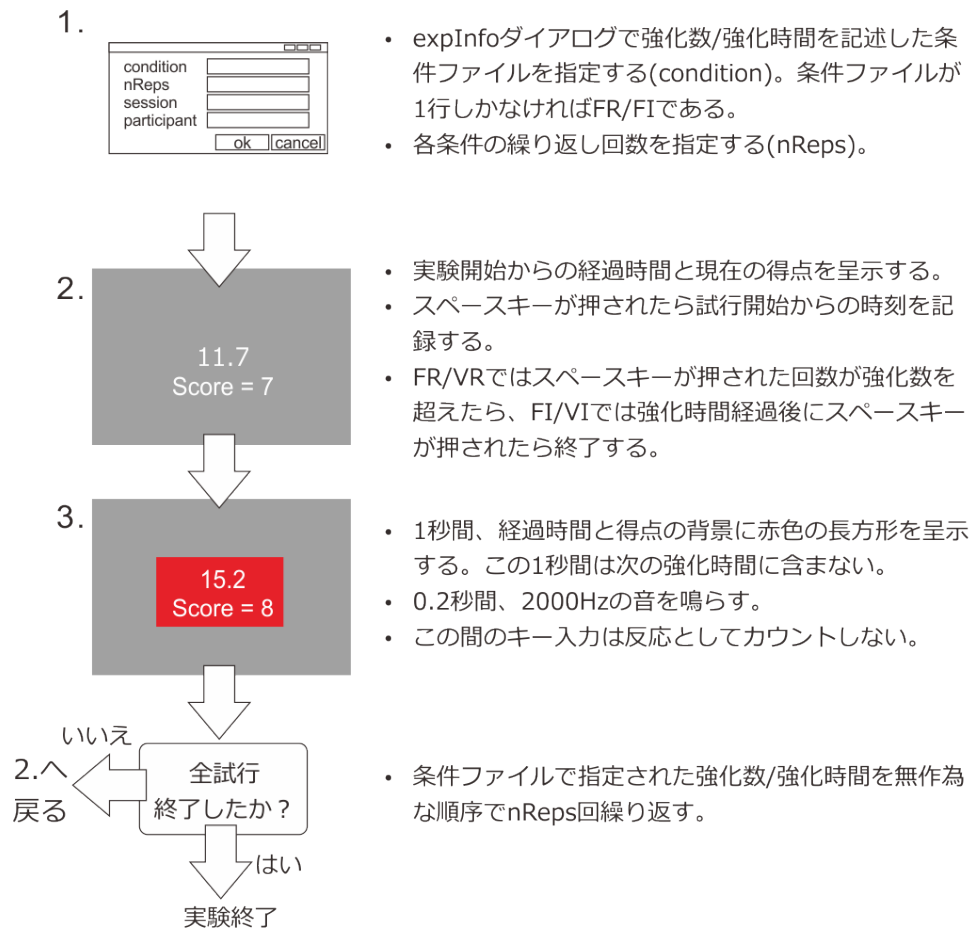 1.
condition
nReps
session
participant
ok cancel
• expInfoダイアログで強化数/強化時間を記述した条
件ファイルを指定する(condition)。条件ファイルが
1行しかなければFR/FIである。
• 各条件の繰り返し回数を指定する(nReps)。
2.
11.7
Score = 7
• 実験開始からの経過時間と現在の得点を呈示する。
• スペースキーが押されたら試行開始からの時刻を記
録する。
• FR/VRではスペースキーが押された回数が強化数を
超えたら、FI/VIでは強化時間経過後にスペースキー
が押されたら終了する。
3.
15.2
Score = 8
• 1秒間、経過時間と得点の背景に赤色の長方形を呈示
する。この1秒間は次の強化時間に含まない。
• 0.2秒間、2000Hzの音を鳴らす。
• この間のキー入力は反応としてカウントしない。
いいえ
2.へ
戻る
全試行
終了したか？
• 条件ファイルで指定された強化数/強化時間を無作為
な順序でnReps回繰り返す。
はい
実験終了